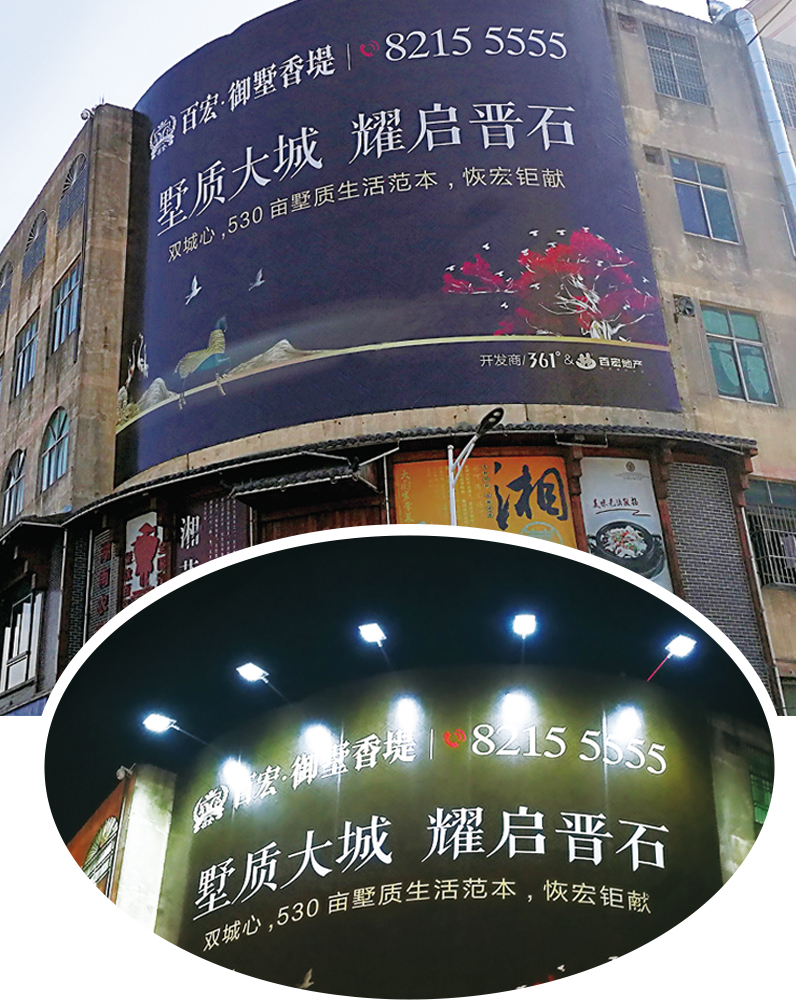 百宏·御墅香堤 | 8215 5555
墅质大城 耀启晋石
双城心,530亩墅质生活范本,恢宏钜献
开发商/361°&百宏地产
湘
湘
百宏·御墅香堤 | 8215 5555
墅质大城 耀启晋石
双城心,530亩墅质生活范本,恢宏钜献